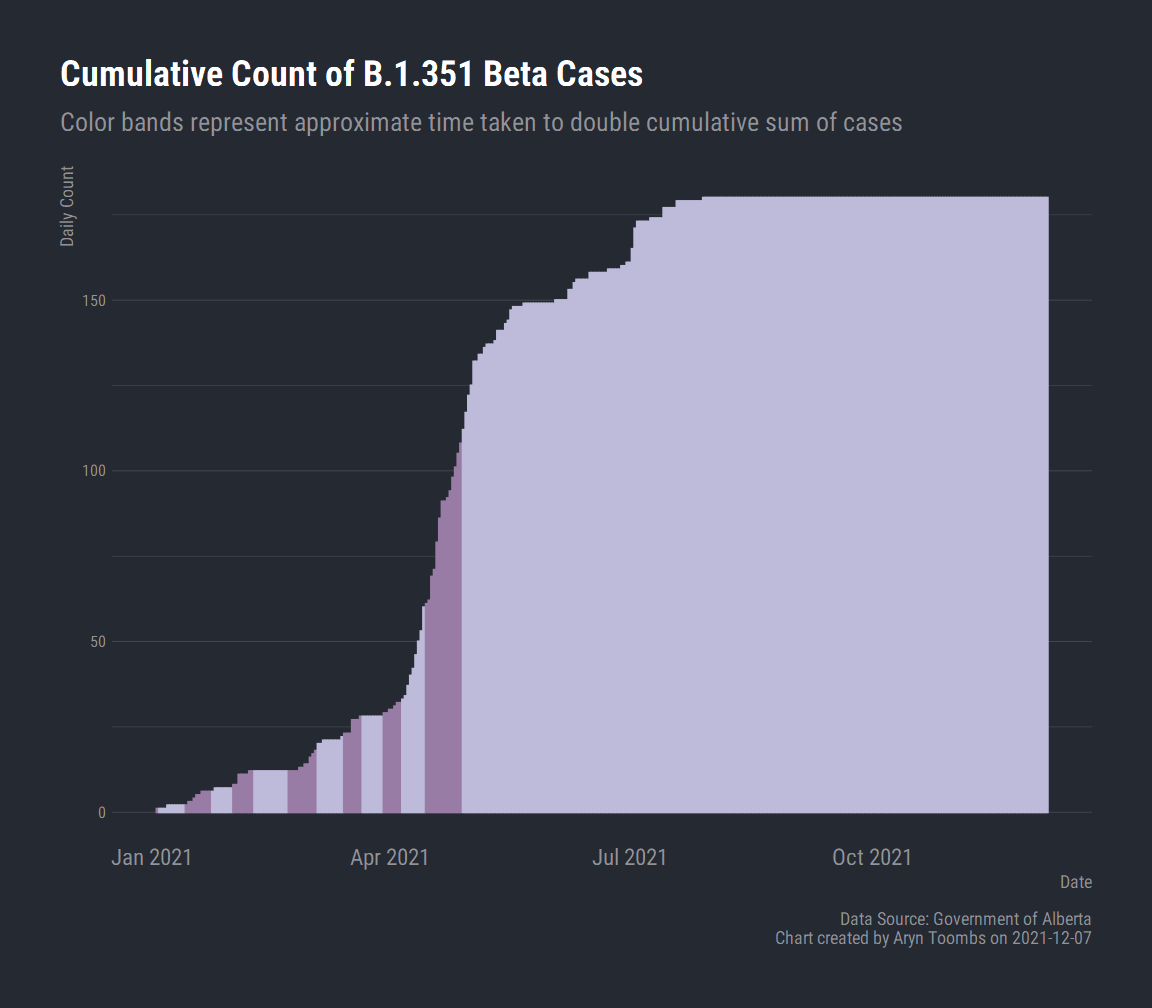 Cumulative Count of B.1.351 Beta Cases
Color bands represent approximate time taken to double cumulative sum of cases
Daily Count
150
100
50
0
Jan 2021
Apr 2021
Jul 2021
Oct 2021
Date
Data Source: Government of Alberta
Chart created by Aryn Toombs on 2021-12-07